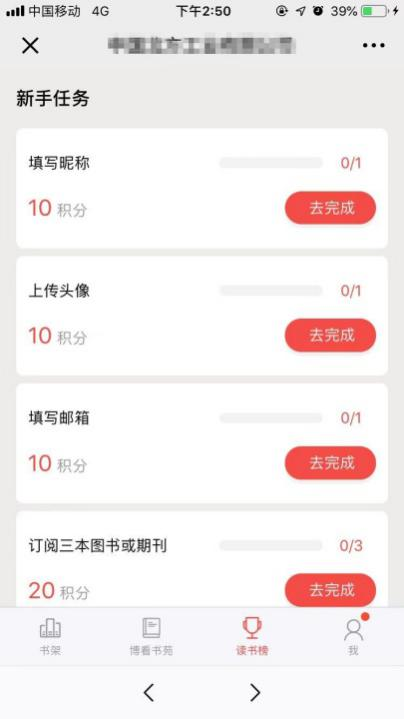 中国移动 4G 下午2:50 39%
新手任务
填写昵称 0/1
10 积分 去完成
上传头像 0/1
10 积分 去完成
填写邮箱 0/1
10 积分 去完成
订阅三本图书或期刊 0/3
20 积分 去完成
书架 博看书苑 读书榜 我